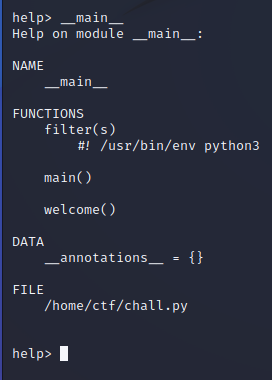 help> __main__
Help on module __main__:
NAME
    __main__
FUNCTIONS
    filter(s)
        #! /usr/bin/env python3
    main()
    welcome()
DATA
    __annotations__ = {}
FILE
    /home/ctf/chall.py
help>